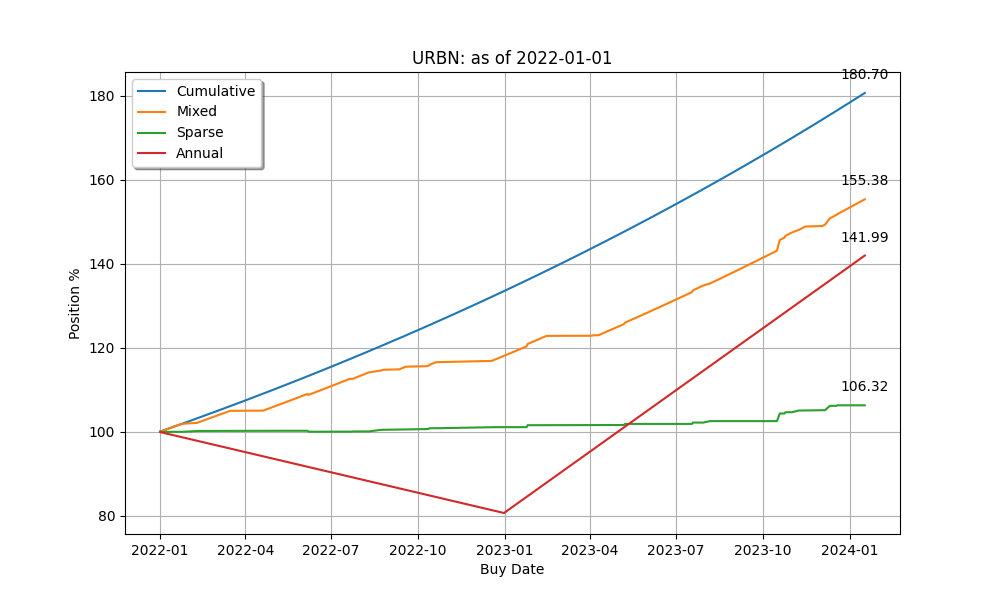 URBN: as of 2022-01-01
180.70
180
Cumulative
Mixed
Sparse
Annual
160
155.38
141.99
140
Position %
120
106.32
100
80
2022-01 2022-04 2022-07 2022-10 2023-01 2023-04 2023-07 2023-10 2024-01
Buy Date